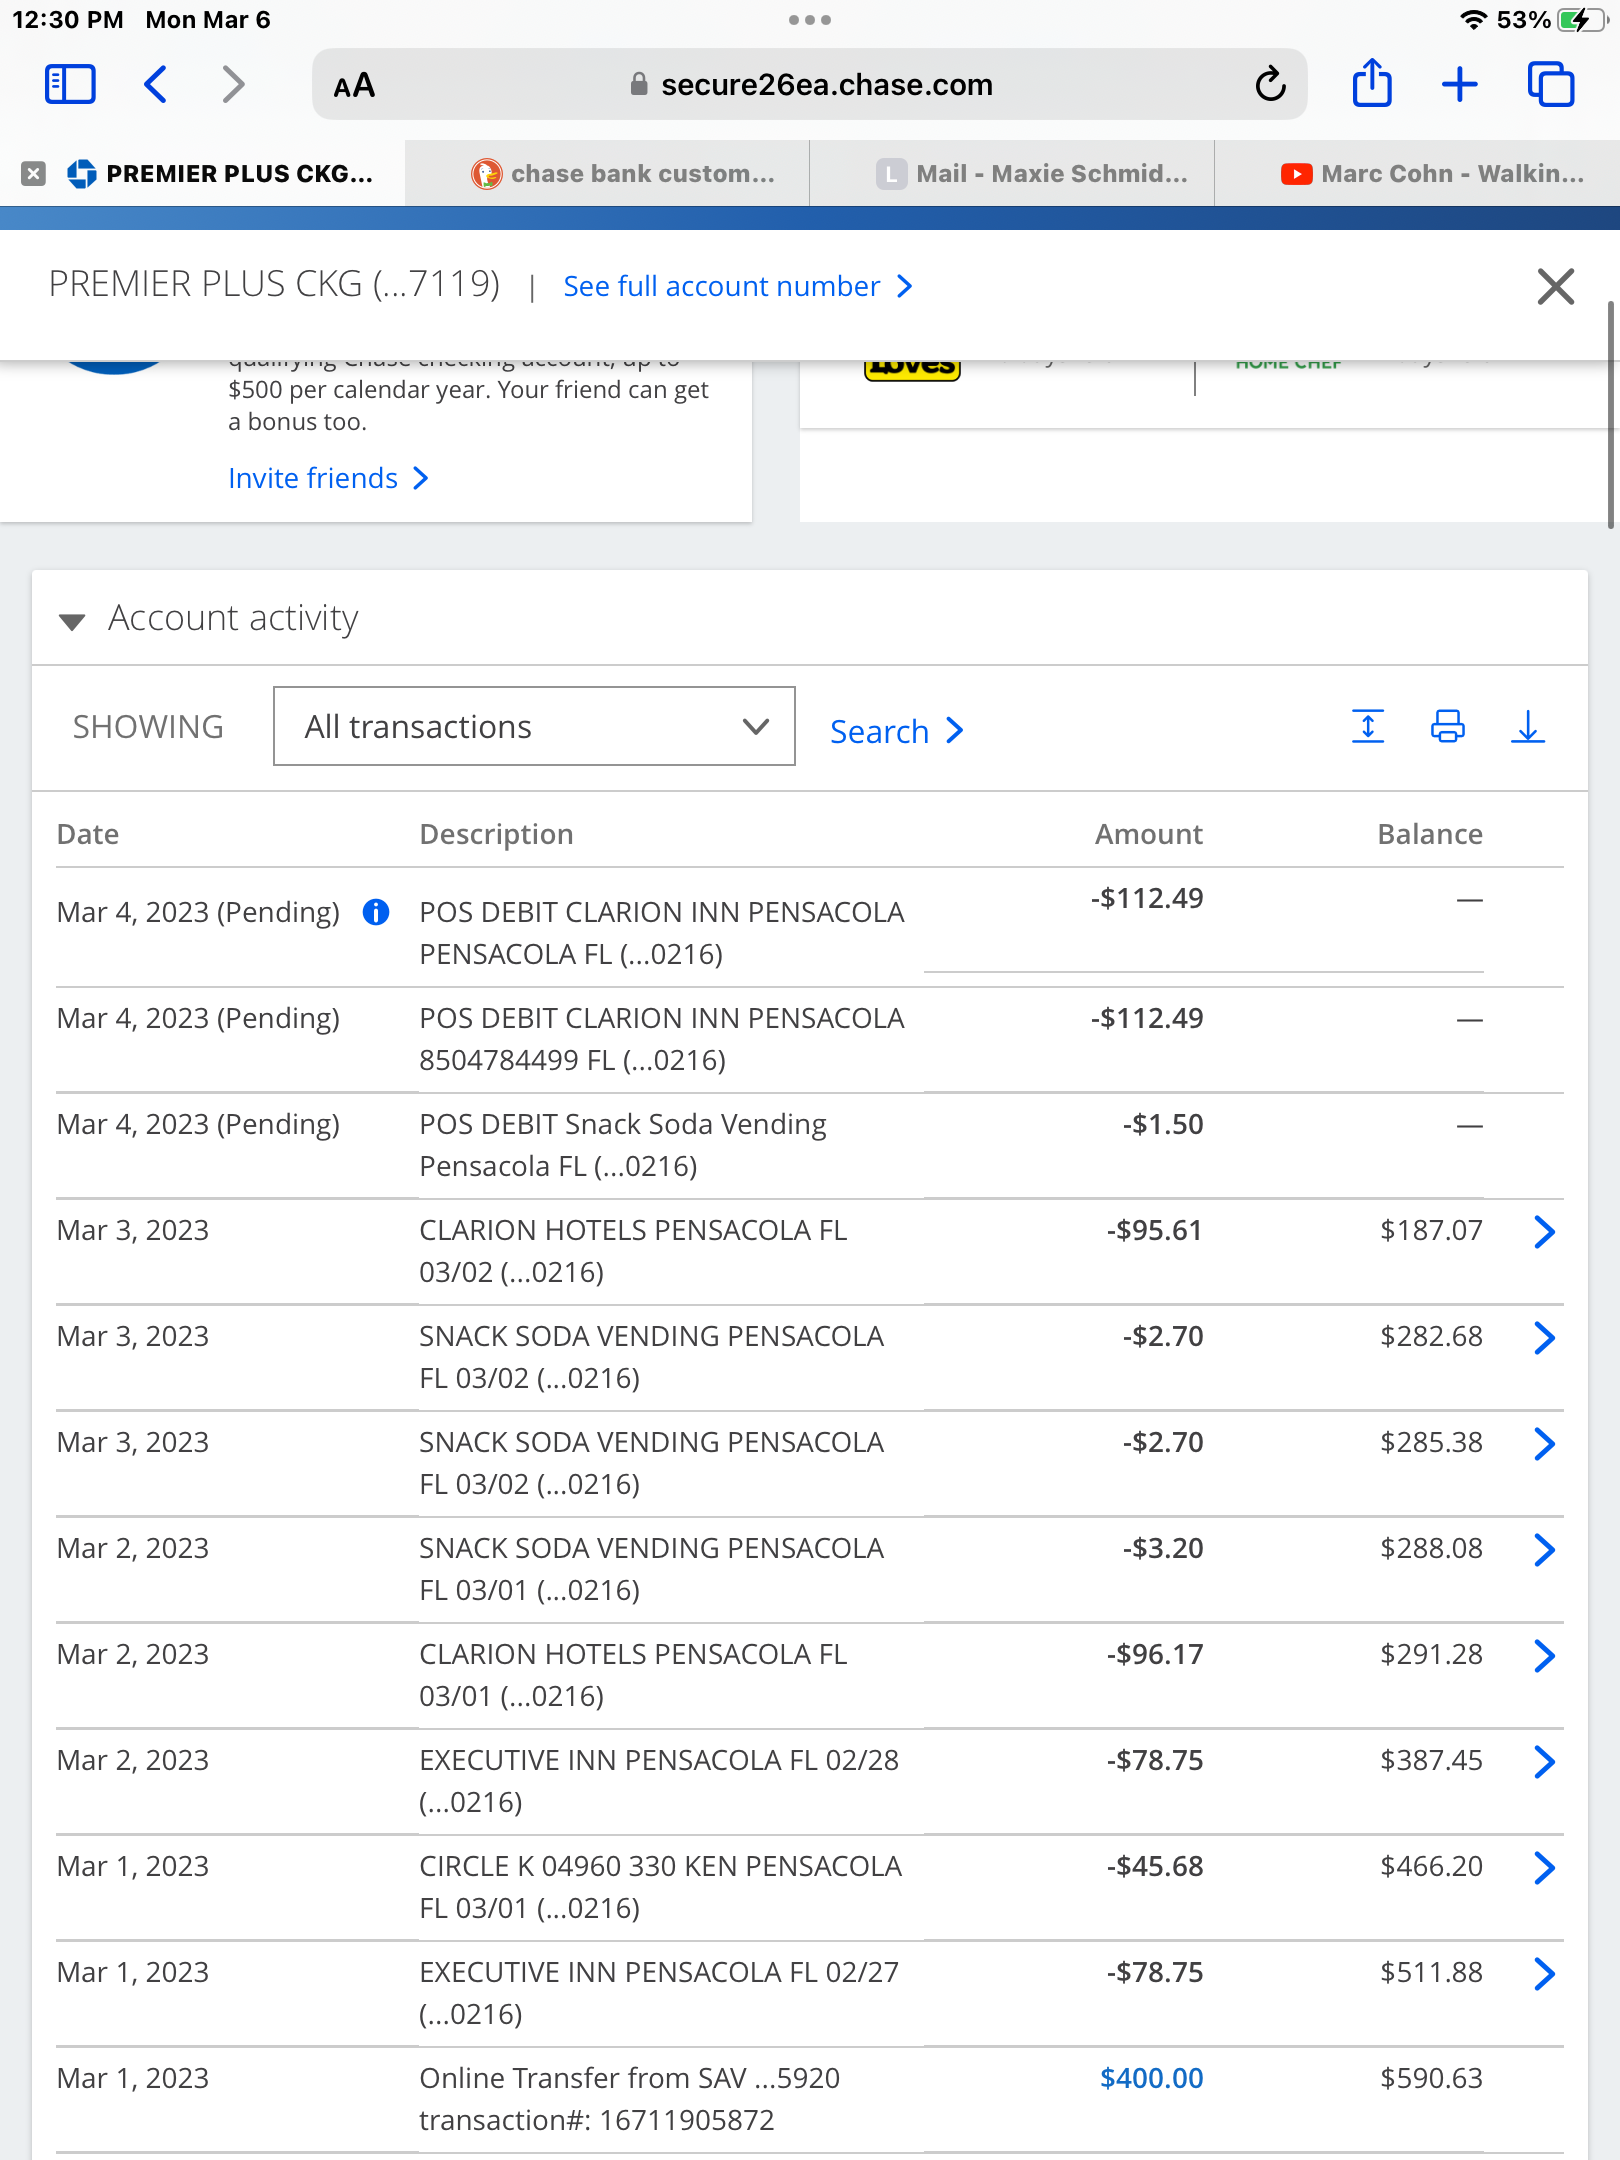 12:30 PM Mon Mar 6
53%
AA
secure26ea.chase.com
PREMIER PLUS CKG...
chase bank custom...
L Mail - Maxie Schmid...
Marc Cohn - Walkin...
PREMIER PLUS CKG (...7119) | See full account number
qualifying Chase checking account, up to
$500 per calendar year. Your friend can get
a bonus too.
Invite friends
Loves
HOME CHEF
Account activity
SHOWING All transactions Search
Date Description Amount Balance
Mar 4, 2023 (Pending) POS DEBIT CLARION INN PENSACOLA -$112.49 —
PENSACOLA FL (...0216)
Mar 4, 2023 (Pending) POS DEBIT CLARION INN PENSACOLA -$112.49 —
8504784499 FL (...0216)
Mar 4, 2023 (Pending) POS DEBIT Snack Soda Vending -$1.50 —
Pensacola FL (...0216)
Mar 3, 2023 CLARION HOTELS PENSACOLA FL -$95.61 $187.07
03/02 (...0216)
Mar 3, 2023 SNACK SODA VENDING PENSACOLA -$2.70 $282.68
FL 03/02 (...0216)
Mar 3, 2023 SNACK SODA VENDING PENSACOLA -$2.70 $285.38
FL 03/02 (...0216)
Mar 2, 2023 SNACK SODA VENDING PENSACOLA -$3.20 $288.08
FL 03/01 (...0216)
Mar 2, 2023 CLARION HOTELS PENSACOLA FL -$96.17 $291.28
03/01 (...0216)
Mar 2, 2023 EXECUTIVE INN PENSACOLA FL 02/28 -$78.75 $387.45
(...0216)
Mar 1, 2023 CIRCLE K 04960 330 KEN PENSACOLA -$45.68 $466.20
FL 03/01 (...0216)
Mar 1, 2023 EXECUTIVE INN PENSACOLA FL 02/27 -$78.75 $511.88
(...0216)
Mar 1, 2023 Online Transfer from SAV ...5920 $400.00 $590.63
transaction#: 16711905872